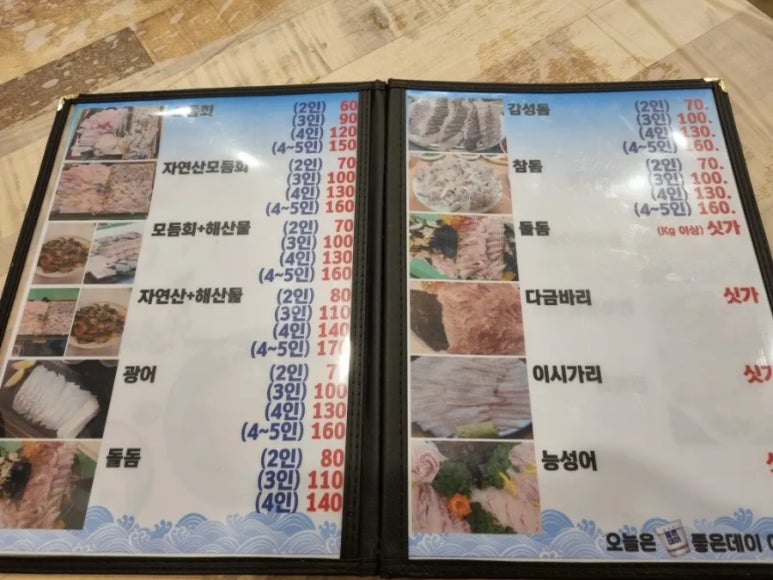 모듬회 (2인) 60
(3인) 90
(4인) 120
(4~5인) 150
자연산모듬회 (2인) 70
(3인) 100
(4인) 130
(4~5인) 160
모듬회+해산물 (2인) 70
(3인) 100
(4인) 130
(4~5인) 160
자연산+해산물 (2인) 80
(3인) 110
(4인) 140
(4~5인) 170
광어 (2인) 7
(3인) 100
(4인) 130
(4~5인) 160
돌돔 (2인) 80
(3인) 110
(4인) 140
감성돔 (2인) 70.
(3인) 100.
(4인) 130.
(4~5인) 160.
참돔 (2인) 70.
(3인) 100.
(4인) 130.
(4~5인) 160.
돌돔 (Kg 이상) 싯가
다금바리 싯가
이시가리 싯가
능성어
오늘은 좋은데이 좋은데이